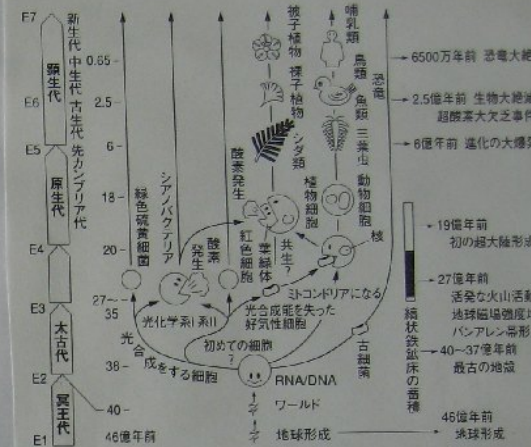 E7
E6
E5
E4
E3
E2
E1
新生代
中生代
古生代
先カンブリア代
顕生代
原生代
太古代
冥王代
0.65
2.5
6
18
20
27
35
38
40
46億年前
緑色硫黄細菌
シアノバクテリア
酸素発生
酸素発生
紅色細菌
葉緑体
共生?
被子植物
裸子植物
シダ類
植物細胞
哺乳類
鳥類
魚類
三葉虫
動物細胞
恐竜
核
ミトコンドリアになる
光合成能を失った
好気性細胞
光化学系I系II
初めての細胞
?
光合成をする細胞
古細菌
RNA/DNA
ワールド
地球形成
縞状鉄鉱床の蓄積
6500万年前 恐竜大絶
2.5億年前 生物大絶滅
超酸素大欠乏事件
6億年前 進化の大爆
19億年前
初の超大陸形成
27億年前
活発な火山活動
地球磁場強度
バンアレン帯形
40~37億年前
最古の地殻
46億年前
地球形成